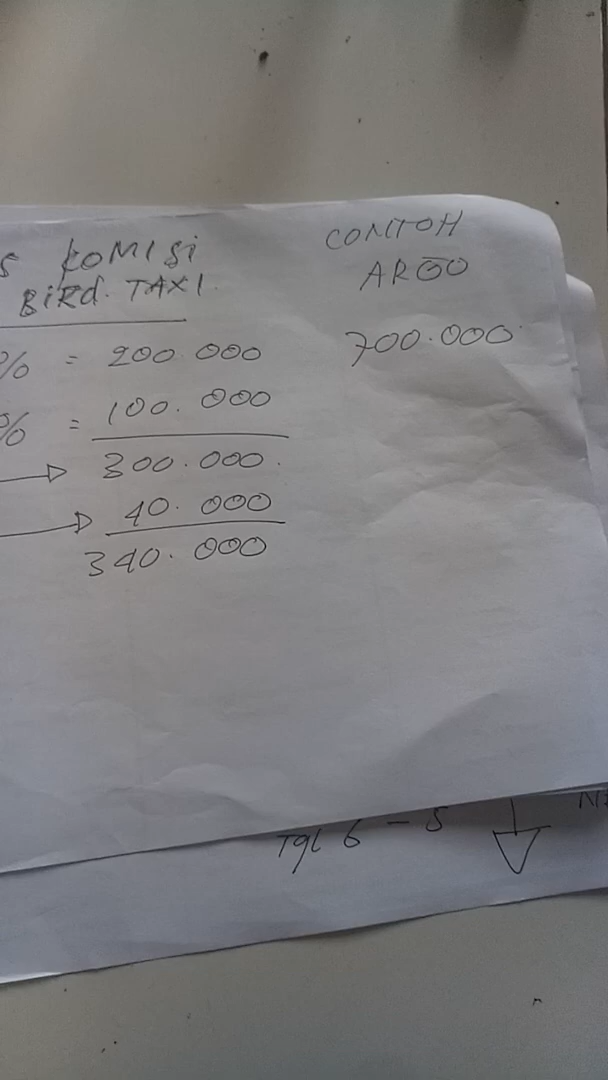 S KOMISI
BIRD. TAXI.
% = 200.000
% = 100.000
300.000.
40.000
340.000
CONTOH
ARGO
700.000
Tgl 6 - 5